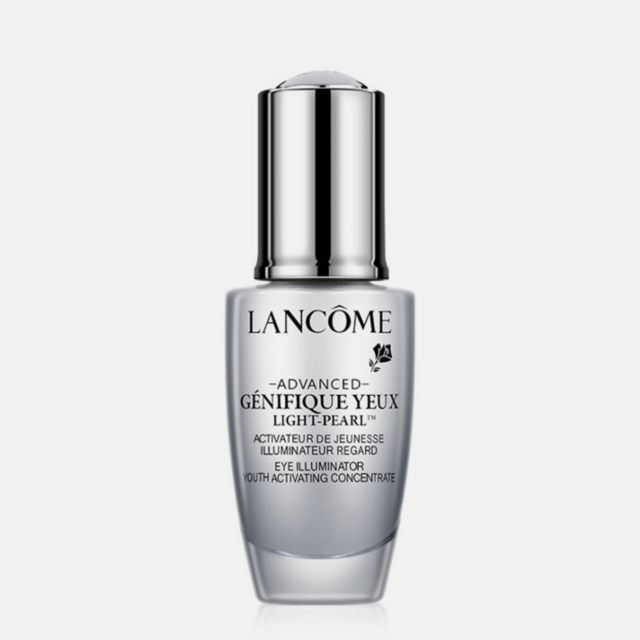 LANCÔME
-ADVANCED-
GÉNIFIQUE YEUX
LIGHT-PEARL™
ACTIVATEUR DE JEUNESSE
ILLUMINATEUR REGARD
EYE ILLUMINATOR
YOUTH ACTIVATING CONCENTRATE